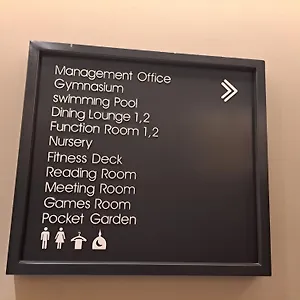 Management Office
Gymnasium
swimming Pool
Dining Lounge 1,2
Function Room 1,2
Nursery
Fitness Deck
Reading Room
Meeting Room
Games Room
Pocket Garden